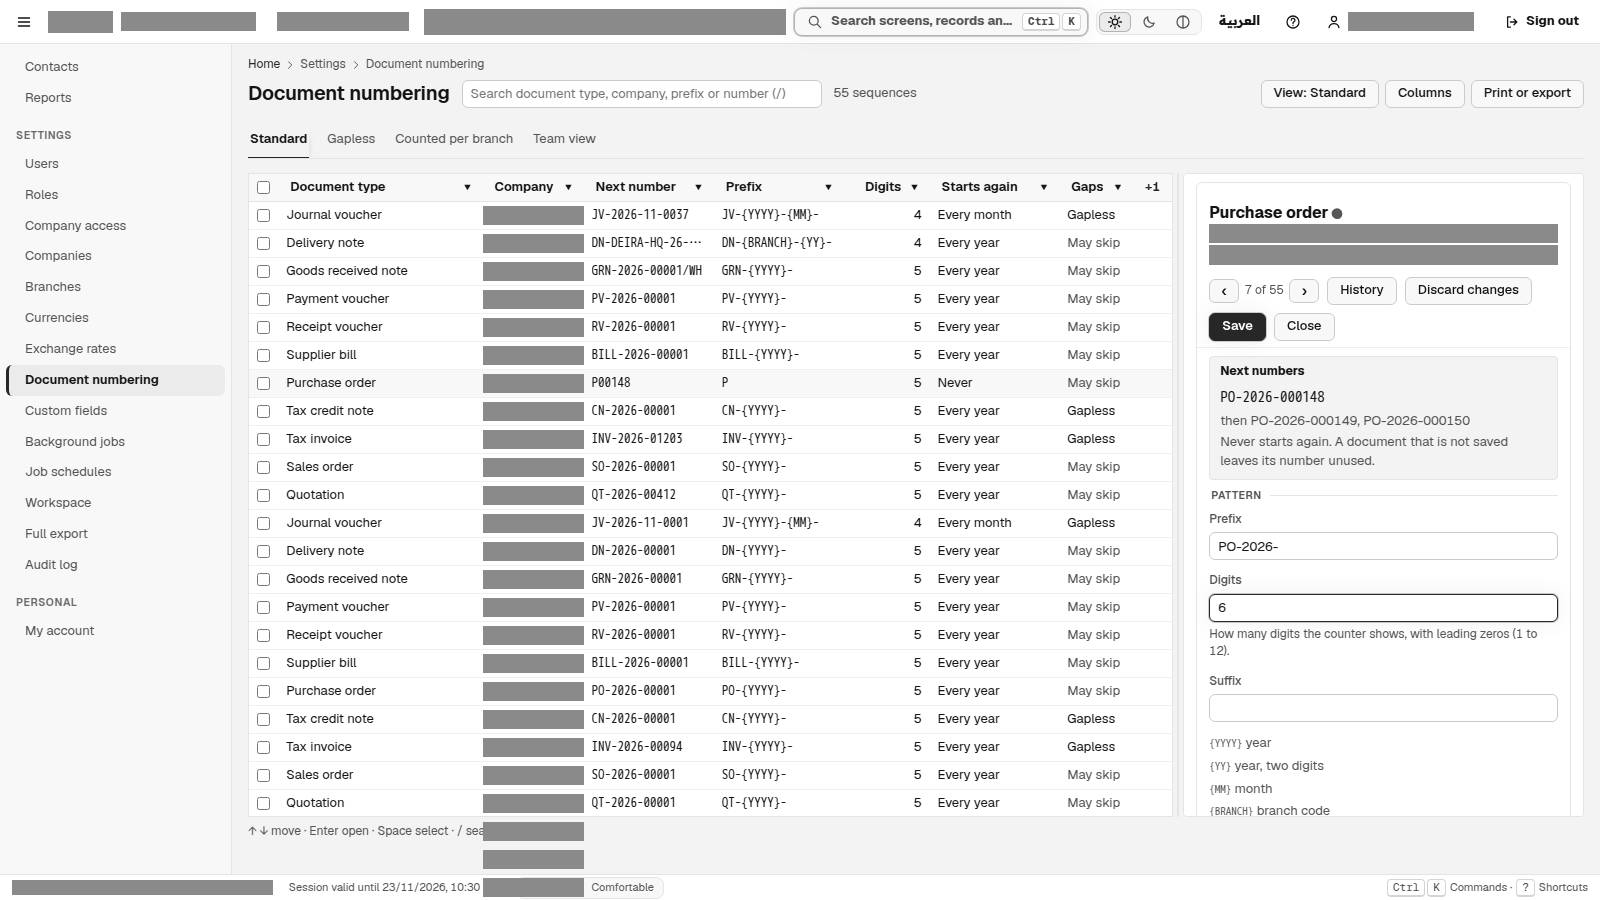 Search screens, records an... Ctrl K
العربية
Sign out
Contacts
Reports
SETTINGS
Users
Roles
Company access
Companies
Branches
Currencies
Exchange rates
Document numbering
Custom fields
Background jobs
Job schedules
Workspace
Full export
Audit log
PERSONAL
My account
Home > Settings > Document numbering
Document numbering
Search document type, company, prefix or number (/)
55 sequences
View: Standard
Columns
Print or export
Standard Gapless Counted per branch Team view
Document type Company Next number Prefix Digits Starts again Gaps +1
Journal voucher JV-2026-11-0037 JV-{YYYY}-{MM}- 4 Every month Gapless
Delivery note DN-DEIRA-HQ-26-··· DN-{BRANCH}-{YY}- 4 Every year May skip
Goods received note GRN-2026-00001/WH GRN-{YYYY}- 5 Every year May skip
Payment voucher PV-2026-00001 PV-{YYYY}- 5 Every year May skip
Receipt voucher RV-2026-00001 RV-{YYYY}- 5 Every year May skip
Supplier bill BILL-2026-00001 BILL-{YYYY}- 5 Every year May skip
Purchase order P00148 P 5 Never May skip
Tax credit note CN-2026-00001 CN-{YYYY}- 5 Every year Gapless
Tax invoice INV-2026-01203 INV-{YYYY}- 5 Every year Gapless
Sales order SO-2026-00001 SO-{YYYY}- 5 Every year May skip
Quotation QT-2026-00412 QT-{YYYY}- 5 Every year May skip
Journal voucher JV-2026-11-0001 JV-{YYYY}-{MM}- 4 Every month Gapless
Delivery note DN-2026-00001 DN-{YYYY}- 5 Every year May skip
Goods received note GRN-2026-00001 GRN-{YYYY}- 5 Every year May skip
Payment voucher PV-2026-00001 PV-{YYYY}- 5 Every year May skip
Receipt voucher RV-2026-00001 RV-{YYYY}- 5 Every year May skip
Supplier bill BILL-2026-00001 BILL-{YYYY}- 5 Every year May skip
Purchase order PO-2026-00001 PO-{YYYY}- 5 Every year May skip
Tax credit note CN-2026-00001 CN-{YYYY}- 5 Every year Gapless
Tax invoice INV-2026-00094 INV-{YYYY}- 5 Every year Gapless
Sales order SO-2026-00001 SO-{YYYY}- 5 Every year May skip
Quotation QT-2026-00001 QT-{YYYY}- 5 Every year May skip
↑↓ move · Enter open · Space select · / sea
Purchase order
‹ 7 of 55 › History Discard changes
Save Close
Next numbers
PO-2026-000148
then PO-2026-000149, PO-2026-000150
Never starts again. A document that is not saved
leaves its number unused.
PATTERN
Prefix
PO-2026-
Digits
6
How many digits the counter shows, with leading zeros (1 to
12).
Suffix
{YYYY} year
{YY} year, two digits
{MM} month
{BRANCH} branch code
Session valid until 23/11/2026, 10:30
Comfortable
Ctrl K Commands · ? Shortcuts